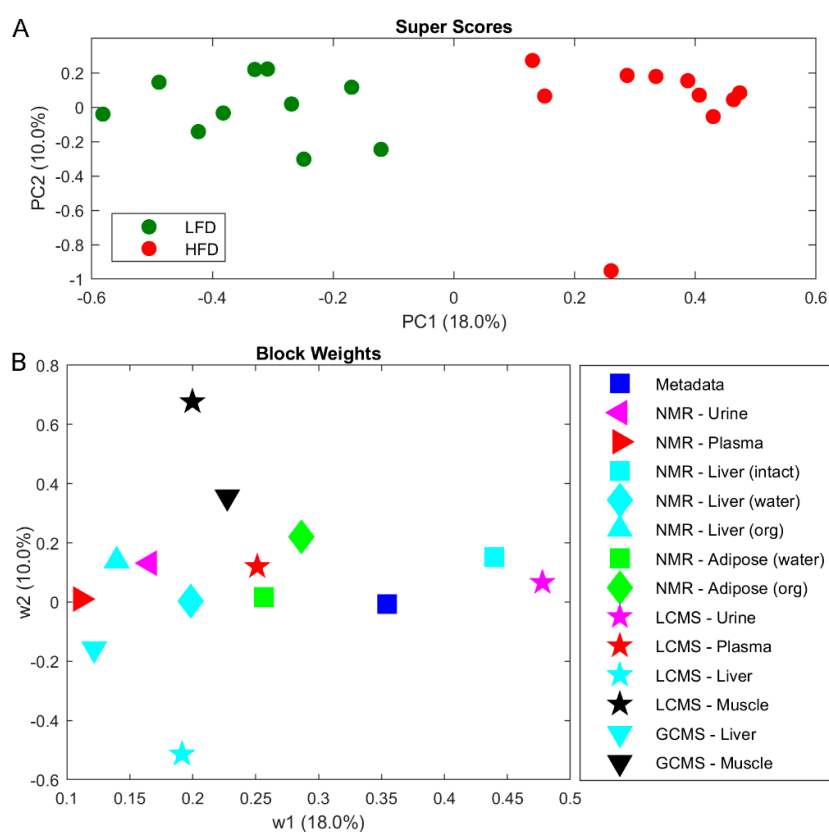 A
Super Scores
PC2 (10.0%)
0.2
0
-0.2
-0.4
-0.6
-0.8
-1
LFD
HFD
-0.6 -0.4 -0.2 0 0.2 0.4 0.6
PC1 (18.0%)
B
Block Weights
w2 (10.0%)
0.8
0.6
0.4
0.2
0
-0.2
-0.4
-0.6
0.1 0.15 0.2 0.25 0.3 0.35 0.4 0.45 0.5
w1 (18.0%)
Metadata
NMR - Urine
NMR - Plasma
NMR - Liver (intact)
NMR - Liver (water)
NMR - Liver (org)
NMR - Adipose (water)
NMR - Adipose (org)
LCMS - Urine
LCMS - Plasma
LCMS - Liver
LCMS - Muscle
GCMS - Liver
GCMS - Muscle